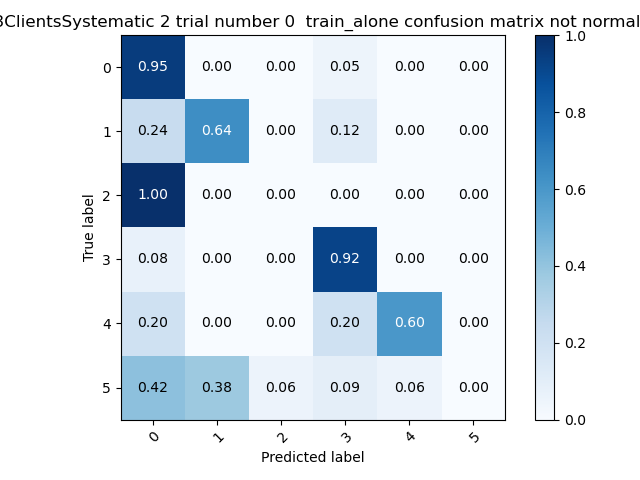 3ClientsSystematic 2 trial number 0 train_alone confusion matrix not normal
1.0
0 0.95 0.00 0.00 0.05 0.00 0.00
0.8
1 0.24 0.64 0.00 0.12 0.00 0.00
0.6
2 1.00 0.00 0.00 0.00 0.00 0.00
True label
3 0.08 0.00 0.00 0.92 0.00 0.00
0.4
4 0.20 0.00 0.00 0.20 0.60 0.00
0.2
5 0.42 0.38 0.06 0.09 0.06 0.00
0.0
0 1 2 3 4 5
Predicted label